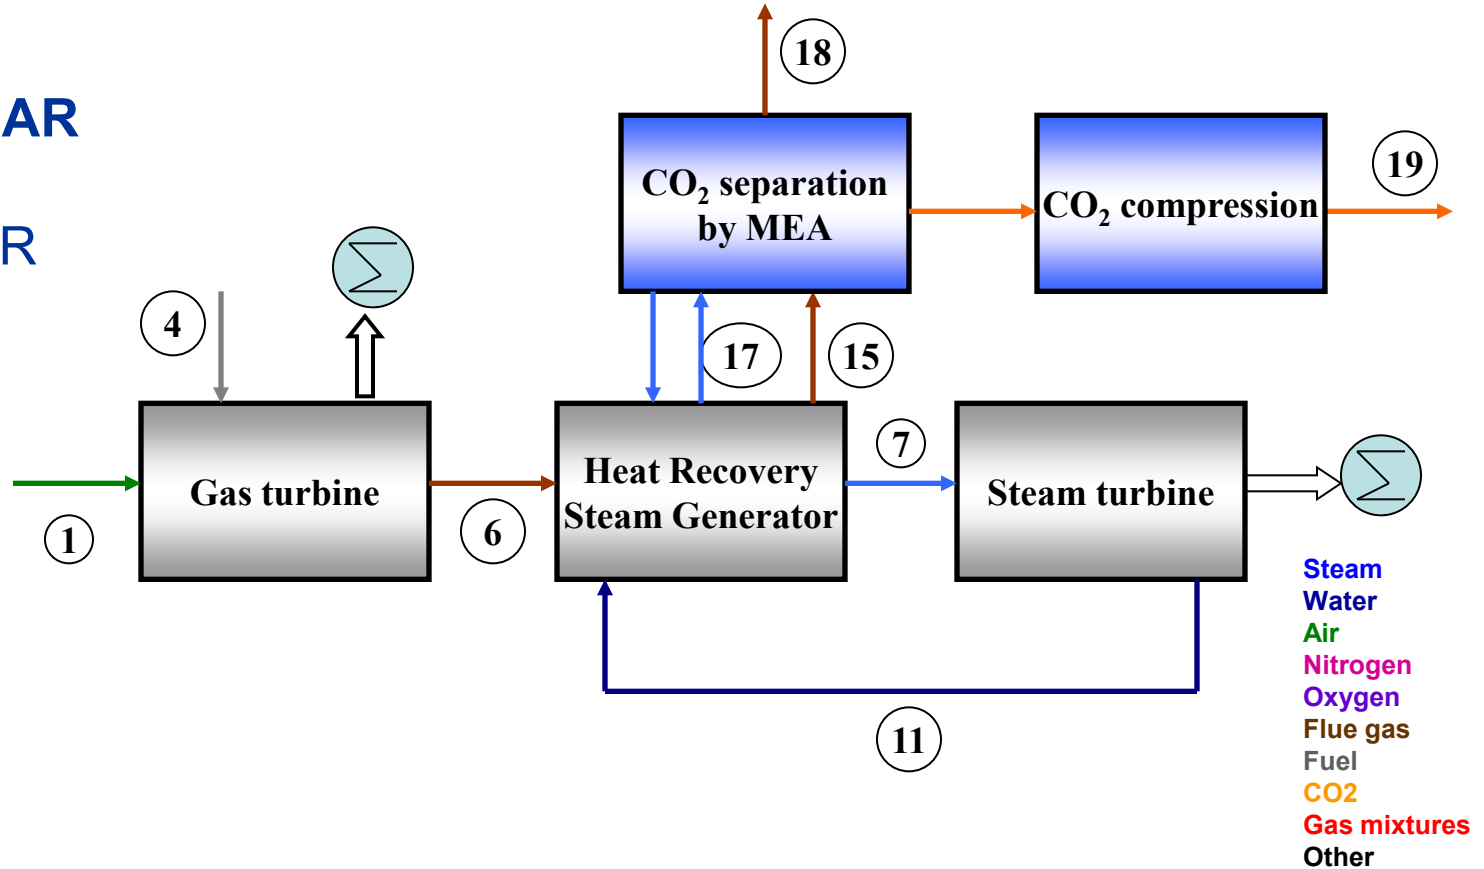 18
AR
CO₂ separation
by MEA
19
CO₂ compression
R
Σ
4
17
15
7
Gas turbine
Heat Recovery
Steam Generator
Steam turbine
Σ
1
6
11
Steam
Water
Air
Nitrogen
Oxygen
Flue gas
Fuel
CO2
Gas mixtures
Other